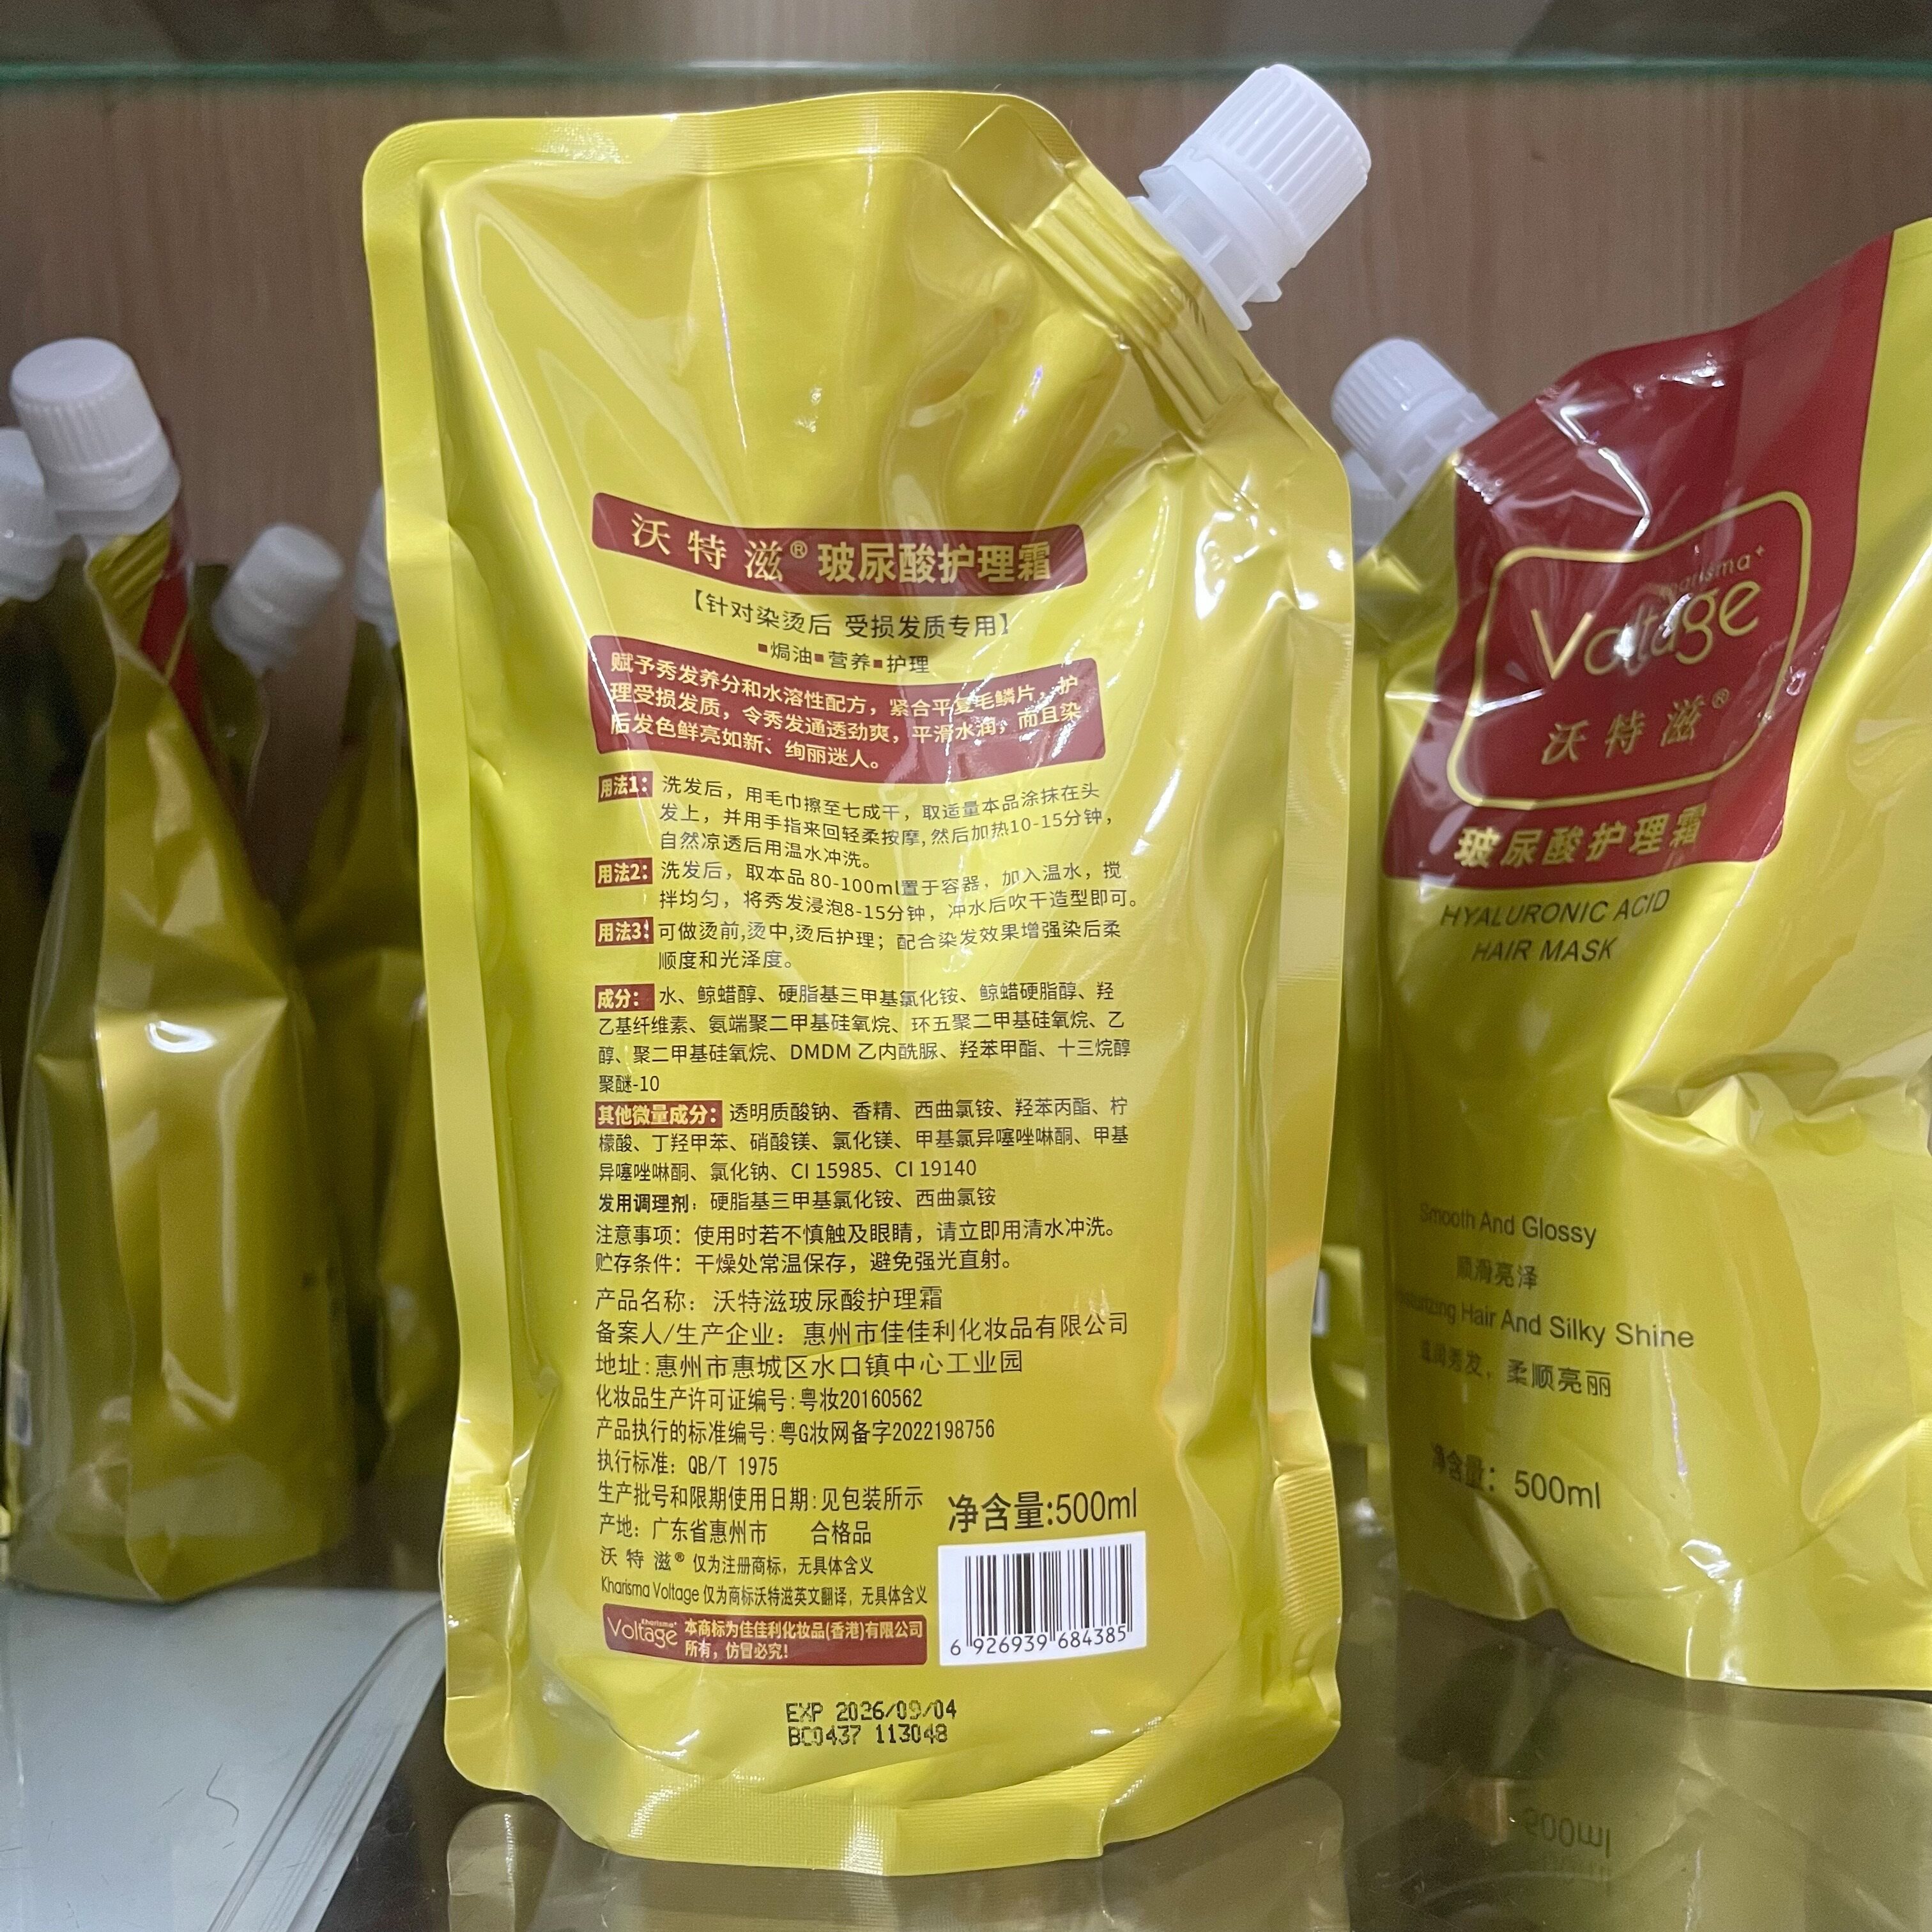 沃特滋®玻尿酸护理霜
【针对染烫后 受损发质专用】
▪焗油▪营养▪护理
赋予秀发养分和水溶性配方，紧合平复毛鳞片，护
理受损发质，令秀发通透劲爽，平滑水润，而且染
后发色鲜亮如新、绚丽迷人。
用法1：洗发后，用毛巾擦至七成干，取适量本品涂抹在头
发上，并用手指来回轻柔按摩,然后加热10-15分钟，
自然凉透后用温水冲洗。
用法2：洗发后，取本品80-100ml置于容器，加入温水，搅
拌均匀，将秀发浸泡8-15分钟，冲水后吹干造型即可。
用法3：可做烫前,烫中,烫后护理；配合染发效果增强染后柔
顺度和光泽度。
成分：水、鲸蜡醇、硬脂基三甲基氯化铵、鲸蜡硬脂醇、羟
乙基纤维素、氨端聚二甲基硅氧烷、环五聚二甲基硅氧烷、乙
醇、聚二甲基硅氧烷、DMDM 乙内酰脲、羟苯甲酯、十三烷醇
聚醚-10
其他微量成分：透明质酸钠、香精、西曲氯铵、羟苯丙酯、柠
檬酸、丁羟甲苯、硝酸镁、氯化镁、甲基氯异噻唑啉酮、甲基
异噻唑啉酮、氯化钠、CI 15985、CI 19140
发用调理剂：硬脂基三甲基氯化铵、西曲氯铵
注意事项：使用时若不慎触及眼睛，请立即用清水冲洗。
贮存条件：干燥处常温保存，避免强光直射。
产品名称：沃特滋玻尿酸护理霜
备案人/生产企业：惠州市佳佳利化妆品有限公司
地址:惠州市惠城区水口镇中心工业园
化妆品生产许可证编号:粤妆20160562
产品执行的标准编号:粤G妆网备字2022198756
执行标准：QB/T 1975
生产批号和限期使用日期:见包装所示
产地：广东省惠州市 合格品
沃特滋®仅为注册商标，无具体含义
Kharisma Voltage 仅为商标沃特滋英文翻译，无具体含义
Kharisma+
Voltage
本商标为佳佳利化妆品(香港)有限公司
所有，仿冒必究!
净含量:500ml
6 926939 684385
EXP 2026/09/04
BC0437 113048
Voltage
沃特滋®
玻尿酸护理霜
HYALURONIC ACID
HAIR MASK
Smooth And Glossy
顺滑亮泽
Hair And Silky Shine
滋润秀发，柔顺亮丽
净含量：500ml